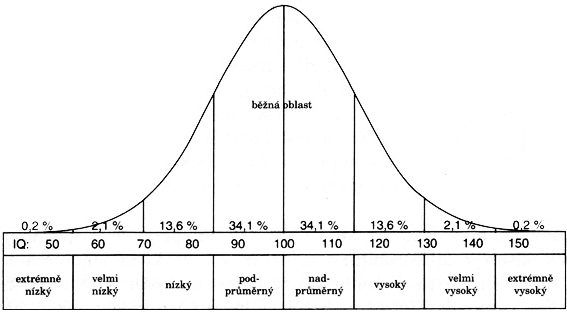 běžná oblast
0,2 % 2,1 % 13,6 % 34,1 % 34,1 % 13,6 % 2,1 % 0,2 %
IQ: 50 60 70 80 90 100 110 120 130 140 150
extrémně nízký
velmi nízký
nízký
pod-
průměrný
nad-
průměrný
vysoký
velmi vysoký
extrémně vysoký